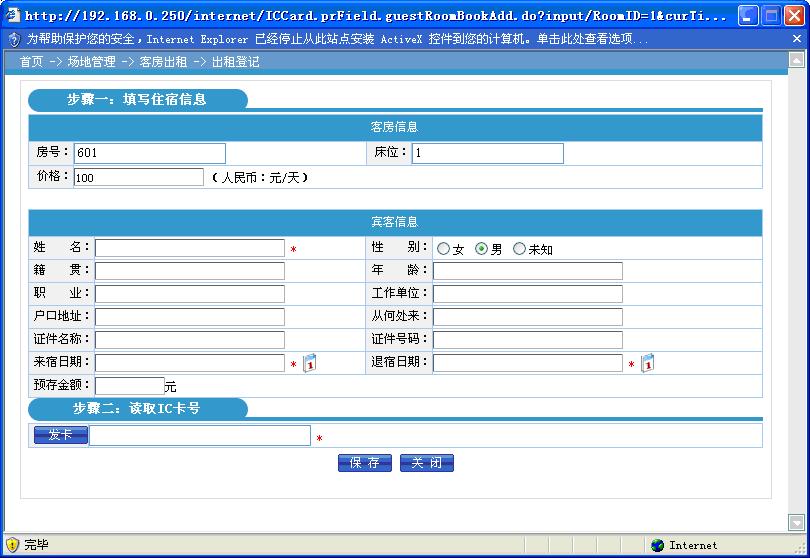 http://192.168.0.250/internet/ICCard.prField.guestRoomBookAdd.do?input/RoomID=1&curTi...
为帮助保护您的安全，Internet Explorer 已经停止从此站点安装 ActiveX 控件到您的计算机。单击此处查看选项...
首页 -> 场地管理 -> 客房出租 -> 出租登记
步骤一：填写住宿信息
客房信息
房号：601 床位：1
价格：100 （人民币：元/天）
宾客信息
姓 名： * 性 别： 女 男 未知
籍 贯： 年 龄：
职 业： 工作单位：
户口地址： 从何处来：
证件名称： 证件号码：
来宿日期： * 1 退宿日期： * 1
预存金额： 元
步骤二：读取IC卡号
发卡 *
保 存 关 闭
完毕 Internet